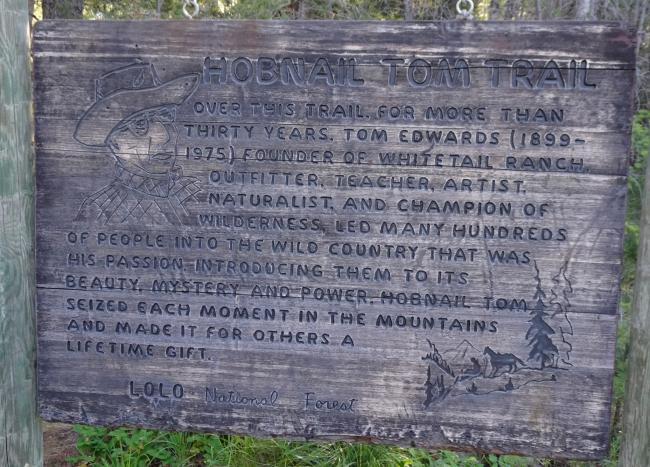 HOBNAIL TOM TRAIL
OVER THIS TRAIL, FOR MORE THAN
THIRTY YEARS, TOM EDWARDS (1899-
1975) FOUNDER OF WHITETAIL RANCH,
OUTFITTER, TEACHER, ARTIST,
NATURALIST, AND CHAMPION OF
WILDERNESS, LED MANY HUNDREDS
OF PEOPLE INTO THE WILD COUNTRY THAT WAS
HIS PASSION, INTRODUCING THEM TO ITS
BEAUTY, MYSTERY AND POWER. HOBNAIL TOM
SEIZED EACH MOMENT IN THE MOUNTAINS
AND MADE IT FOR OTHERS A
LIFETIME GIFT.
LOLO National Forest